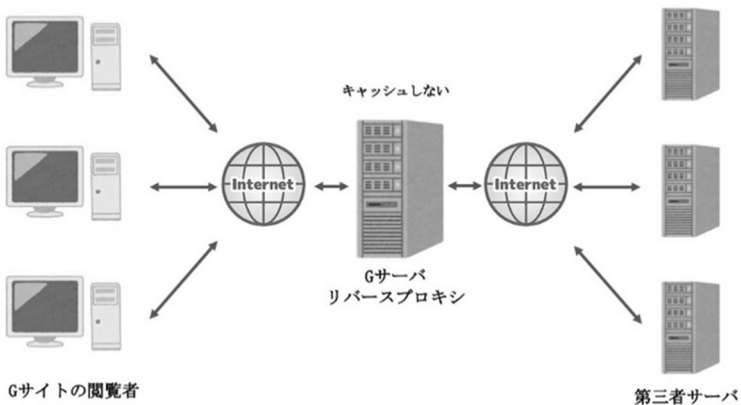 キャッシュしない
Internet
Internet
Gサーバ
リバースプロキシ
Gサイトの閲覧者
第三者サーバ